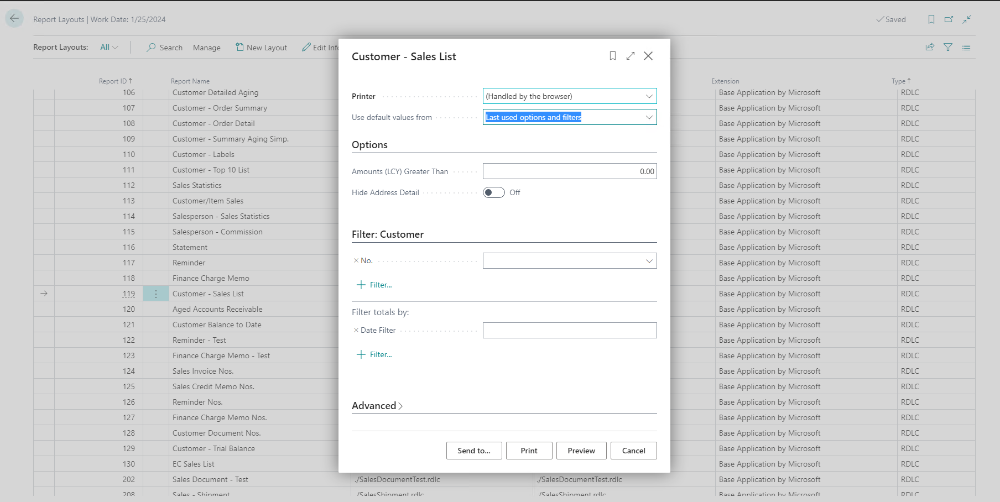 Report Layouts | Work Date: 1/25/2024
Saved
Report Layouts: All Search Manage New Layout Edit Info
Report ID Report Name Extension Type
106 Customer Detailed Aging Base Application by Microsoft RDLC
107 Customer - Order Summary Base Application by Microsoft RDLC
108 Customer - Order Detail Base Application by Microsoft RDLC
109 Customer - Summary Aging Simp. Base Application by Microsoft RDLC
110 Customer - Labels Base Application by Microsoft RDLC
111 Customer - Top 10 List Base Application by Microsoft RDLC
112 Sales Statistics Base Application by Microsoft RDLC
113 Customer/Item Sales Base Application by Microsoft RDLC
114 Salesperson - Sales Statistics Base Application by Microsoft RDLC
115 Salesperson - Commission Base Application by Microsoft RDLC
116 Statement Base Application by Microsoft RDLC
117 Reminder Base Application by Microsoft RDLC
118 Finance Charge Memo Base Application by Microsoft RDLC
119 Customer - Sales List Base Application by Microsoft RDLC
120 Aged Accounts Receivable Base Application by Microsoft RDLC
121 Customer Balance to Date Base Application by Microsoft RDLC
122 Reminder - Test Base Application by Microsoft RDLC
123 Finance Charge Memo - Test Base Application by Microsoft RDLC
124 Sales Invoice Nos. Base Application by Microsoft RDLC
125 Sales Credit Memo Nos. Base Application by Microsoft RDLC
126 Reminder Nos. Base Application by Microsoft RDLC
127 Finance Charge Memo Nos. Base Application by Microsoft RDLC
128 Customer Document Nos. Base Application by Microsoft RDLC
129 Customer - Trial Balance Base Application by Microsoft RDLC
130 EC Sales List Base Application by Microsoft RDLC
202 Sales Document - Test ./SalesDocumentTest.rdlc ./SalesDocumentTest.rdlc Base Application by Microsoft RDLC
208 Sales - Shipment ./SalesShipment.rdlc ./SalesShipment.rdlc Base Application by Microsoft RDLC
Customer - Sales List
Printer (Handled by the browser)
Use default values from Last used options and filters
Options
Amounts (LCY) Greater Than 0.00
Hide Address Detail Off
Filter: Customer
No.
Filter...
Filter totals by:
Date Filter
Filter...
Advanced
Send to... Print Preview Cancel